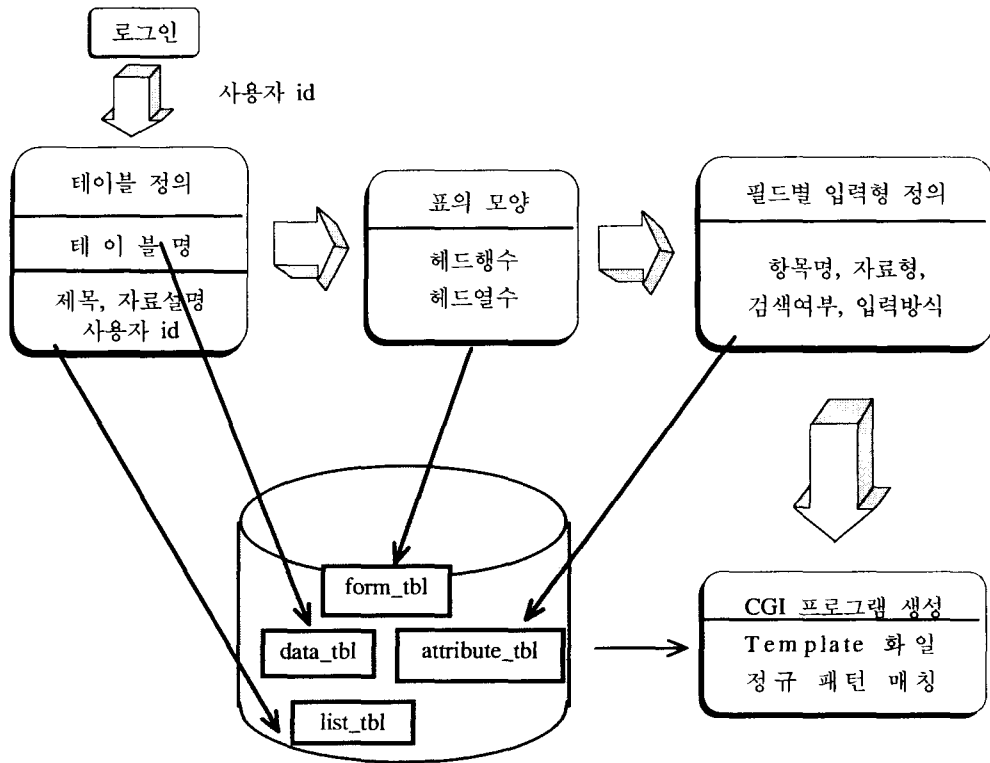 로그인
사용자 id
테이블 정의
테 이 블 명
제목, 자료설명
사용자 id
표의 모양
헤드행수
헤드열수
필드별 입력형 정의
항목명, 자료형,
검색여부, 입력방식
form_tbl
data_tbl
attribute_tbl
list_tbl
CGI 프로그램 생성
Template 화일
정규 패턴 매칭